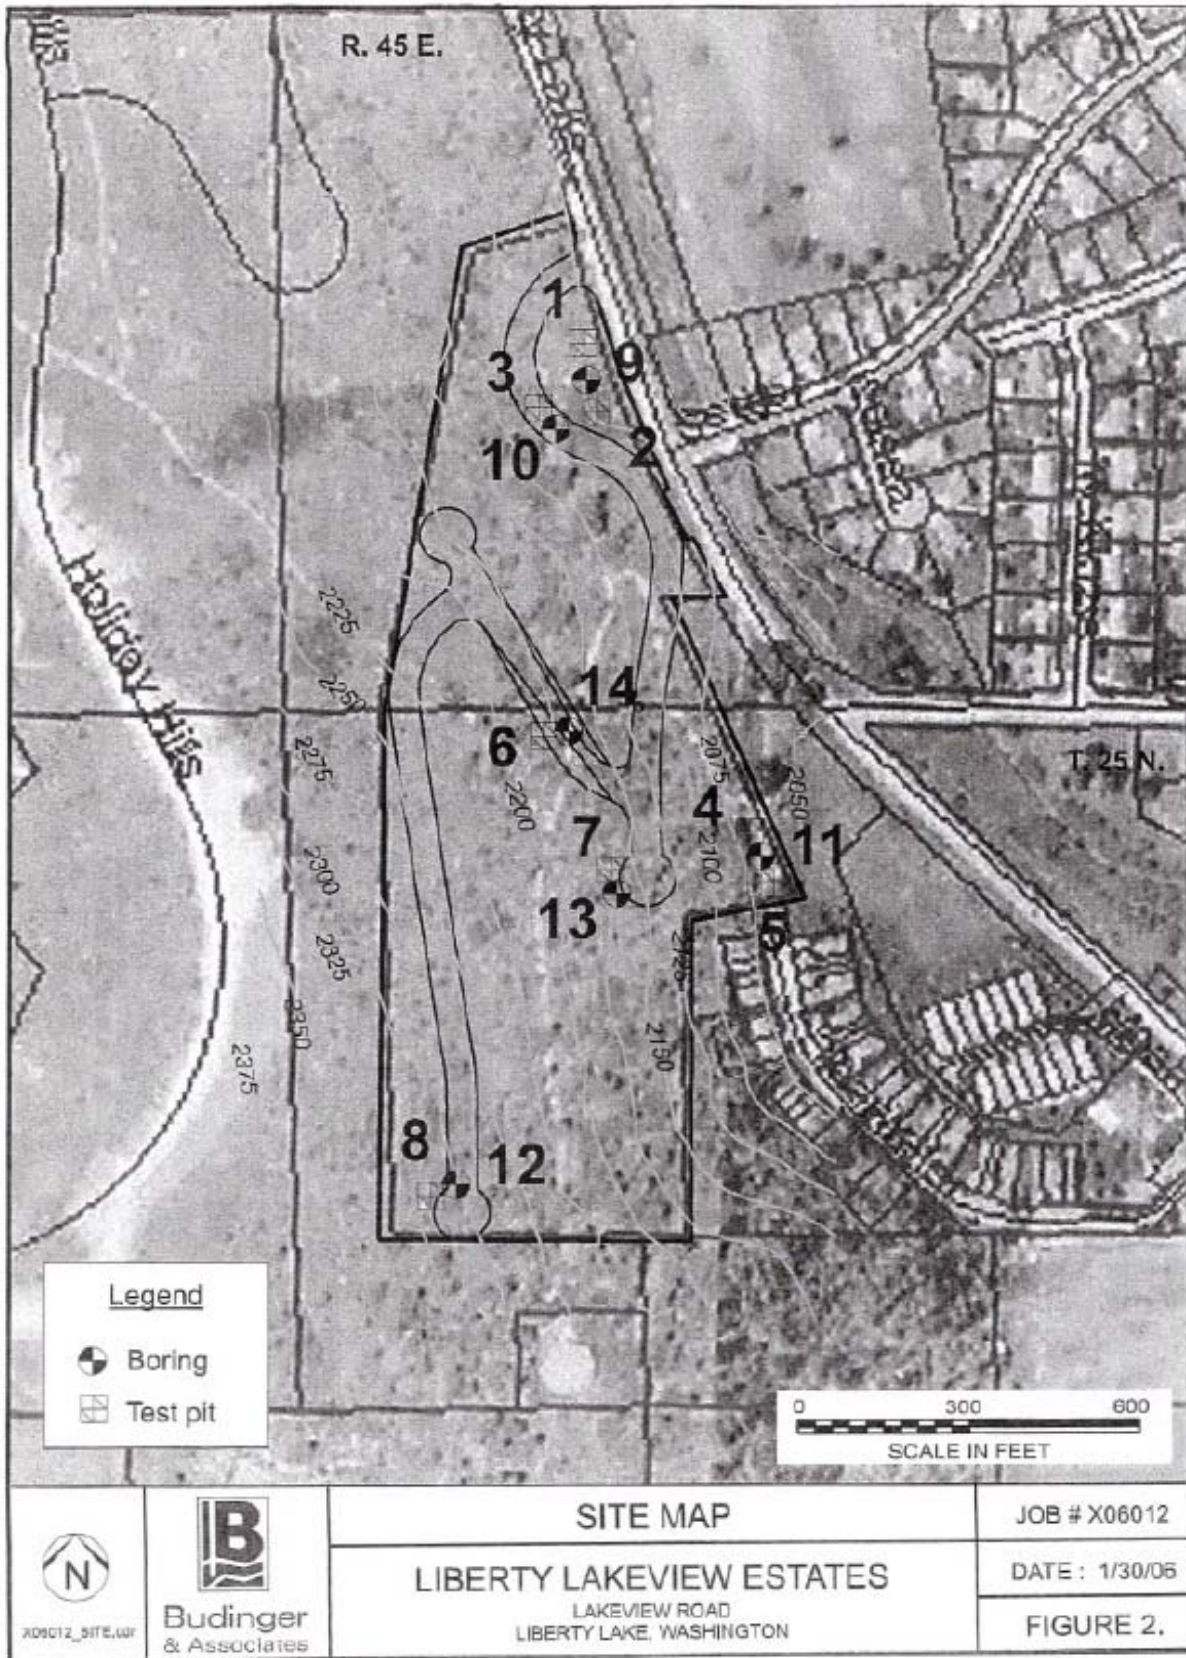 R. 45 E.
1
9
3
2
10
Holiday Hills
2225
2250
14
6
2275
2200
2075
2050
T. 25 N.
4
7
2100
11
2300
13
5
2325
2125
2350
2150
2375
8
12
Legend
Boring
Test pit
0 300 600
SCALE IN FEET
N
X06012_SITE.cdr
B
Budinger
& Associates
SITE MAP
LIBERTY LAKEVIEW ESTATES
LAKEVIEW ROAD
LIBERTY LAKE, WASHINGTON
JOB # X06012
DATE : 1/30/06
FIGURE 2.